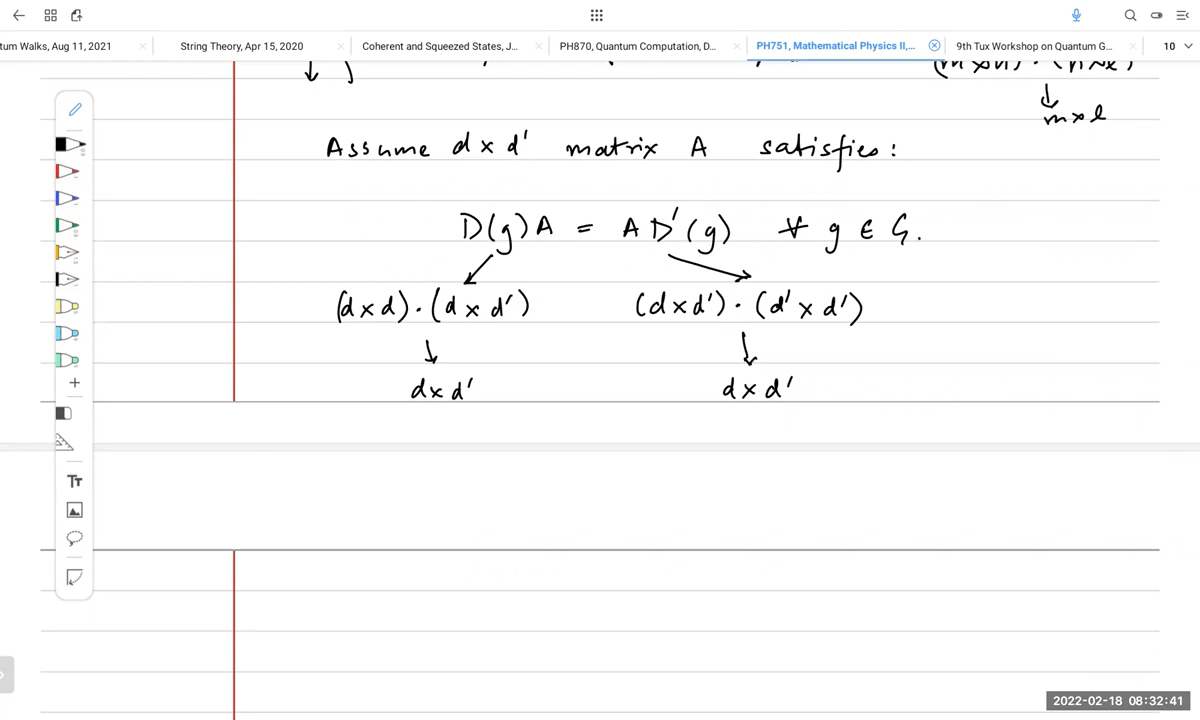 tum Walks, Aug 11, 2021 String Theory, Apr 15, 2020 Coherent and Squeezed States, J... PH870, Quantum Computation, D... PH751, Mathematical Physics II,... 9th Tux Workshop on Quantum G... 10
m×l
Assume d×d' matrix A satisfies:
D(g)A = A D'(g) ∀ g ∈ G.
(d×d)·(d×d') (d×d')·(d'×d')
↓ ↓
d×d' d×d'
TT
2022-02-18 08:32:41